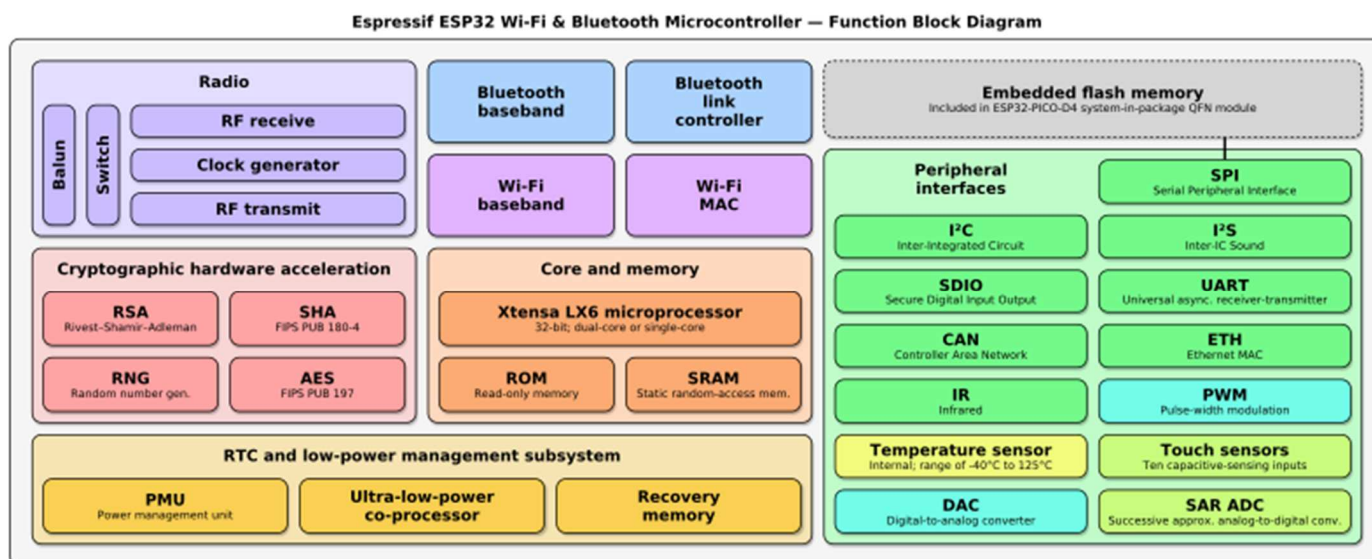 Espressif ESP32 Wi-Fi & Bluetooth Microcontroller — Function Block Diagram
Radio
Balun
Switch
RF receive
Clock generator
RF transmit
Bluetooth
baseband
Bluetooth
link
controller
Wi-Fi
baseband
Wi-Fi
MAC
Embedded flash memory
Included in ESP32-PICO-D4 system-in-package QFN module
Cryptographic hardware acceleration
RSA
Rivest–Shamir–Adleman
SHA
FIPS PUB 180-4
RNG
Random number gen.
AES
FIPS PUB 197
Core and memory
Xtensa LX6 microprocessor
32-bit; dual-core or single-core
ROM
Read-only memory
SRAM
Static random-access mem.
RTC and low-power management subsystem
PMU
Power management unit
Ultra-low-power
co-processor
Recovery
memory
Peripheral
interfaces
SPI
Serial Peripheral Interface
I²C
Inter-Integrated Circuit
I²S
Inter-IC Sound
SDIO
Secure Digital Input Output
UART
Universal async. receiver-transmitter
CAN
Controller Area Network
ETH
Ethernet MAC
IR
Infrared
PWM
Pulse-width modulation
Temperature sensor
Internal; range of -40°C to 125°C
Touch sensors
Ten capacitive-sensing inputs
DAC
Digital-to-analog converter
SAR ADC
Successive approx. analog-to-digital conv.